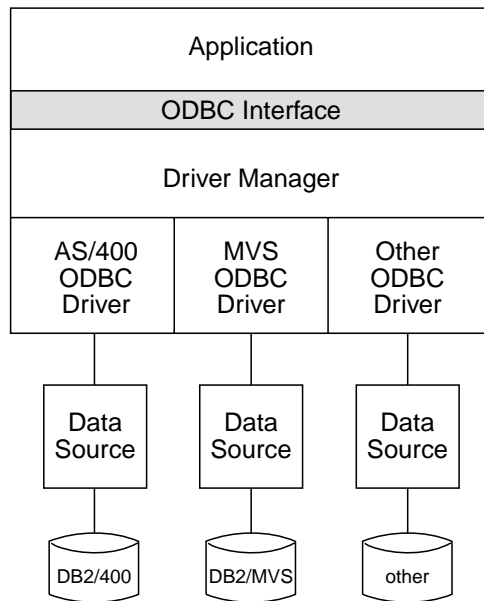 Application
ODBC Interface
Driver Manager
AS/400
ODBC
Driver
MVS
ODBC
Driver
Other
ODBC
Driver
Data
Source
Data
Source
Data
Source
DB2/400
DB2/MVS
other